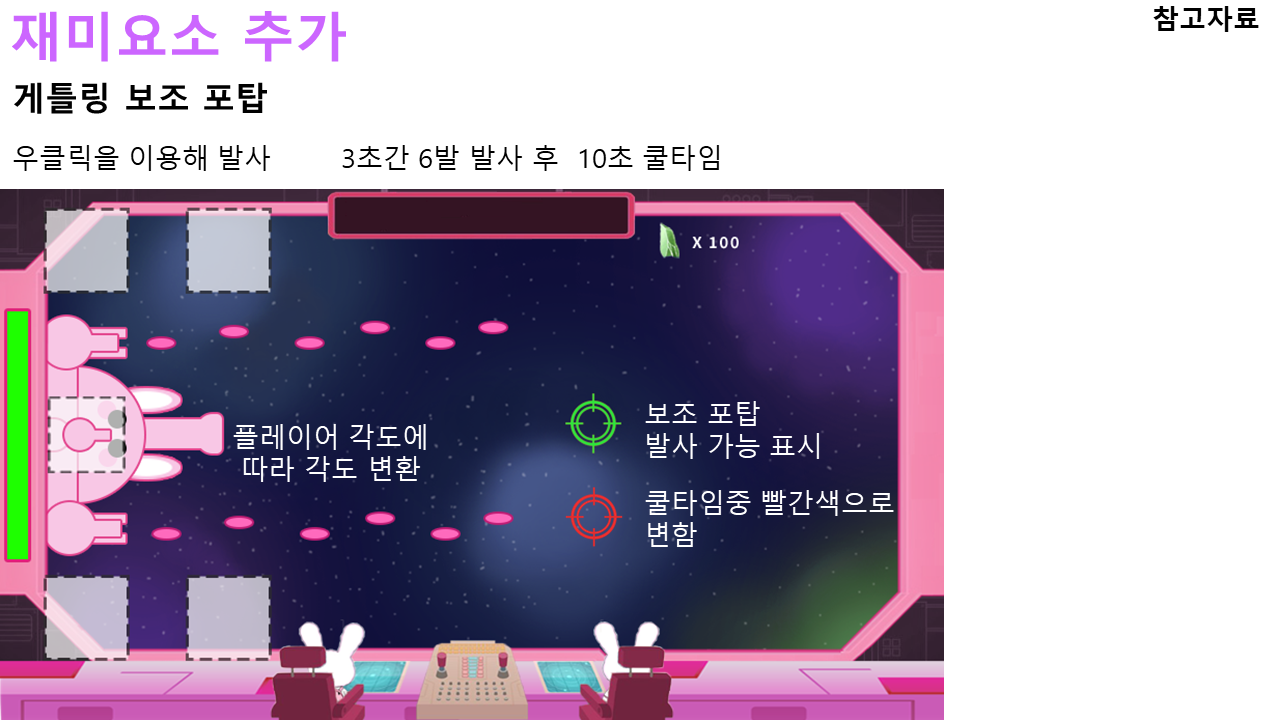 재미요소 추가
참고자료
게틀링 보조 포탑
우클릭을 이용해 발사 3초간 6발 발사 후 10초 쿨타임
X 100
플레이어 각도에
따라 각도 변환
보조 포탑
발사 가능 표시
쿨타임중 빨간색으로
변함